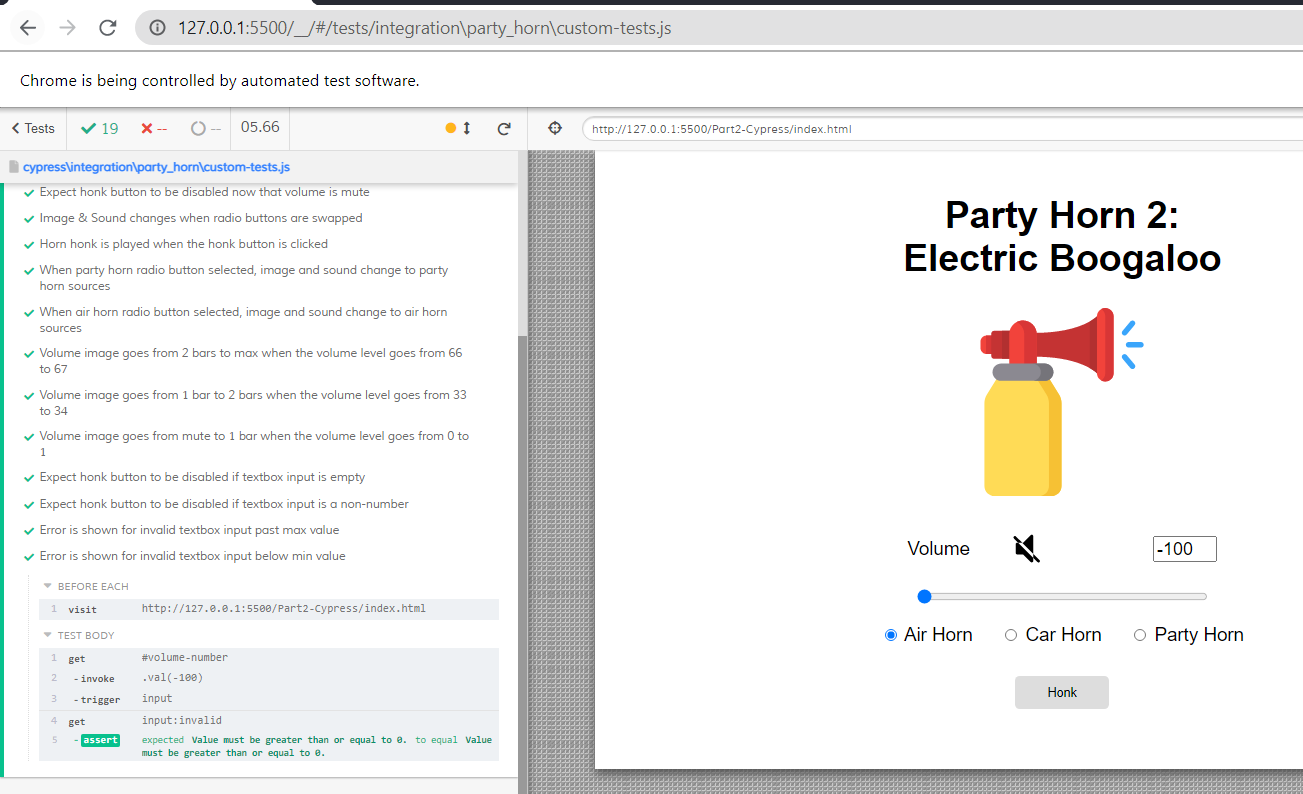 127.0.0.1:5500/__/#/tests/integration\party_horn\custom-tests.js
Chrome is being controlled by automated test software.
Tests
19
--
--
05.66
http://127.0.0.1:5500/Part2-Cypress/index.html
cypress\integration\party_horn\custom-tests.js
Expect honk button to be disabled now that volume is mute
Image & Sound changes when radio buttons are swapped
Horn honk is played when the honk button is clicked
When party horn radio button selected, image and sound change to party
horn sources
When air horn radio button selected, image and sound change to air horn
sources
Volume image goes from 2 bars to max when the volume level goes from 66
to 67
Volume image goes from 1 bar to 2 bars when the volume level goes from 33
to 34
Volume image goes from mute to 1 bar when the volume level goes from 0 to
1
Expect honk button to be disabled if textbox input is empty
Expect honk button to be disabled if textbox input is a non-number
Error is shown for invalid textbox input past max value
Error is shown for invalid textbox input below min value
BEFORE EACH
1 visit http://127.0.0.1:5500/Part2-Cypress/index.html
TEST BODY
1 get #volume-number
2 -invoke .val(-100)
3 -trigger input
4 get input:invalid
5 -assert expected Value must be greater than or equal to 0. to equal Value
must be greater than or equal to 0.
Party Horn 2:
Electric Boogaloo
Volume
-100
Air Horn
Car Horn
Party Horn
Honk